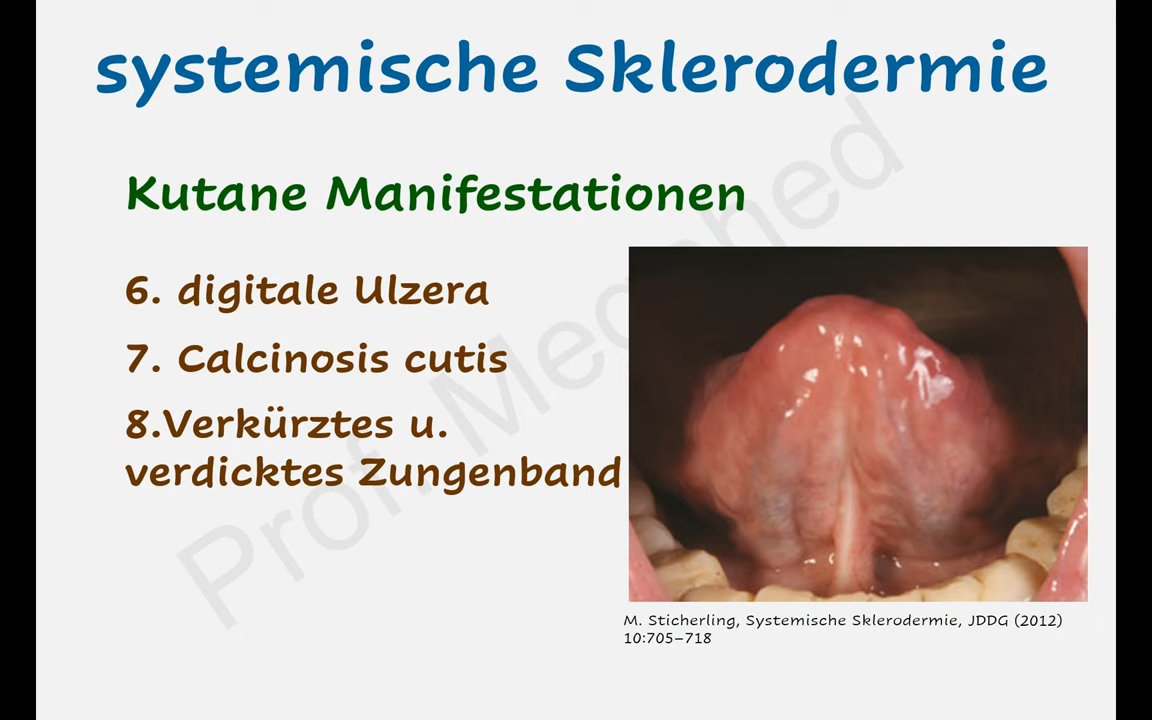 systemische Sklerodermie
Kutane Manifestationen
6. digitale Ulzera
7. Calcinosis cutis
8.Verkürztes u.
verdicktes Zungenband
M. Sticherling, Systemische Sklerodermie, JDDG (2012)
10:705–718